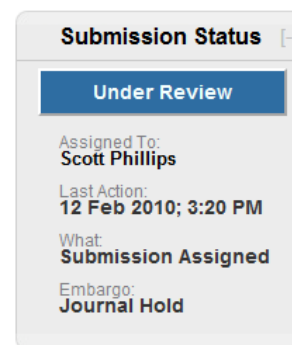 Submission Status [-
Under Review
Assigned To:
Scott Phillips
Last Action:
12 Feb 2010; 3:20 PM
What:
Submission Assigned
Embargo:
Journal Hold